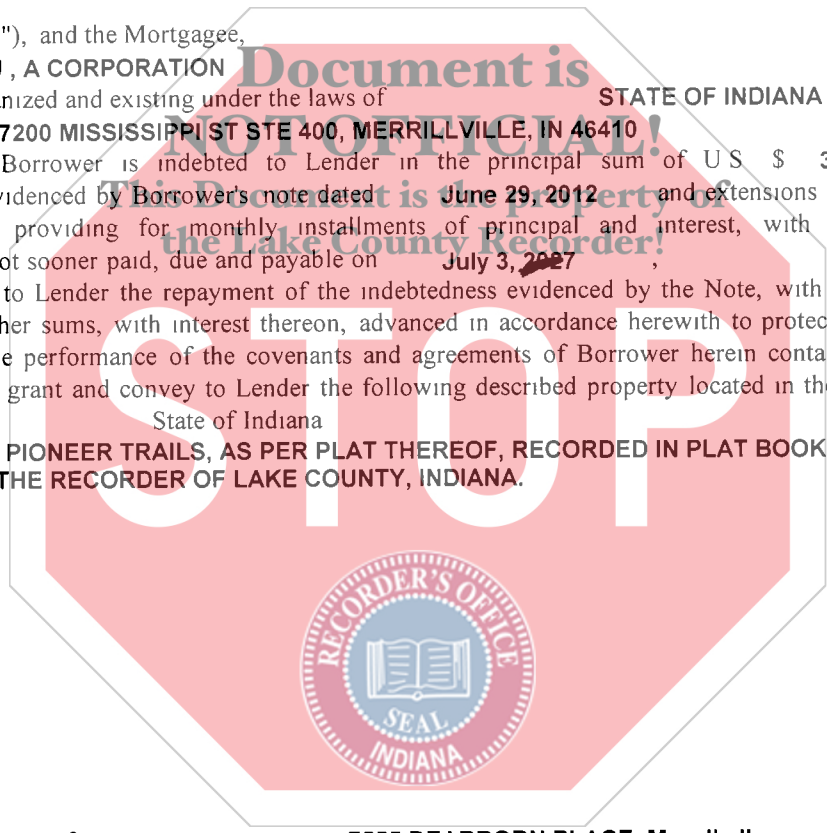 "), and the Mortgagee,
, A CORPORATION
Document is
nized and existing under the laws of STATE OF INDIANA
NOT OFFICIAL!
7200 MISSISSIPPI ST STE 400, MERRILLVILLE, IN 46410
Borrower is indebted to Lender in the principal sum of U S $ 3
This Document is the property of
videnced by Borrower's note dated June 29, 2012 and extensions
providing for monthly installments of principal and interest, with
the Lake County Recorder!
ot sooner paid, due and payable on July 3, 2027 ,
to Lender the repayment of the indebtedness evidenced by the Note, with
her sums, with interest thereon, advanced in accordance herewith to protec
e performance of the covenants and agreements of Borrower herein conta
grant and convey to Lender the following described property located in the
State of Indiana
PIONEER TRAILS, AS PER PLAT THEREOF, RECORDED IN PLAT BOOK
THE RECORDER OF LAKE COUNTY, INDIANA.
STOP
RECORDER'S OFFICE
SEAL
INDIANA